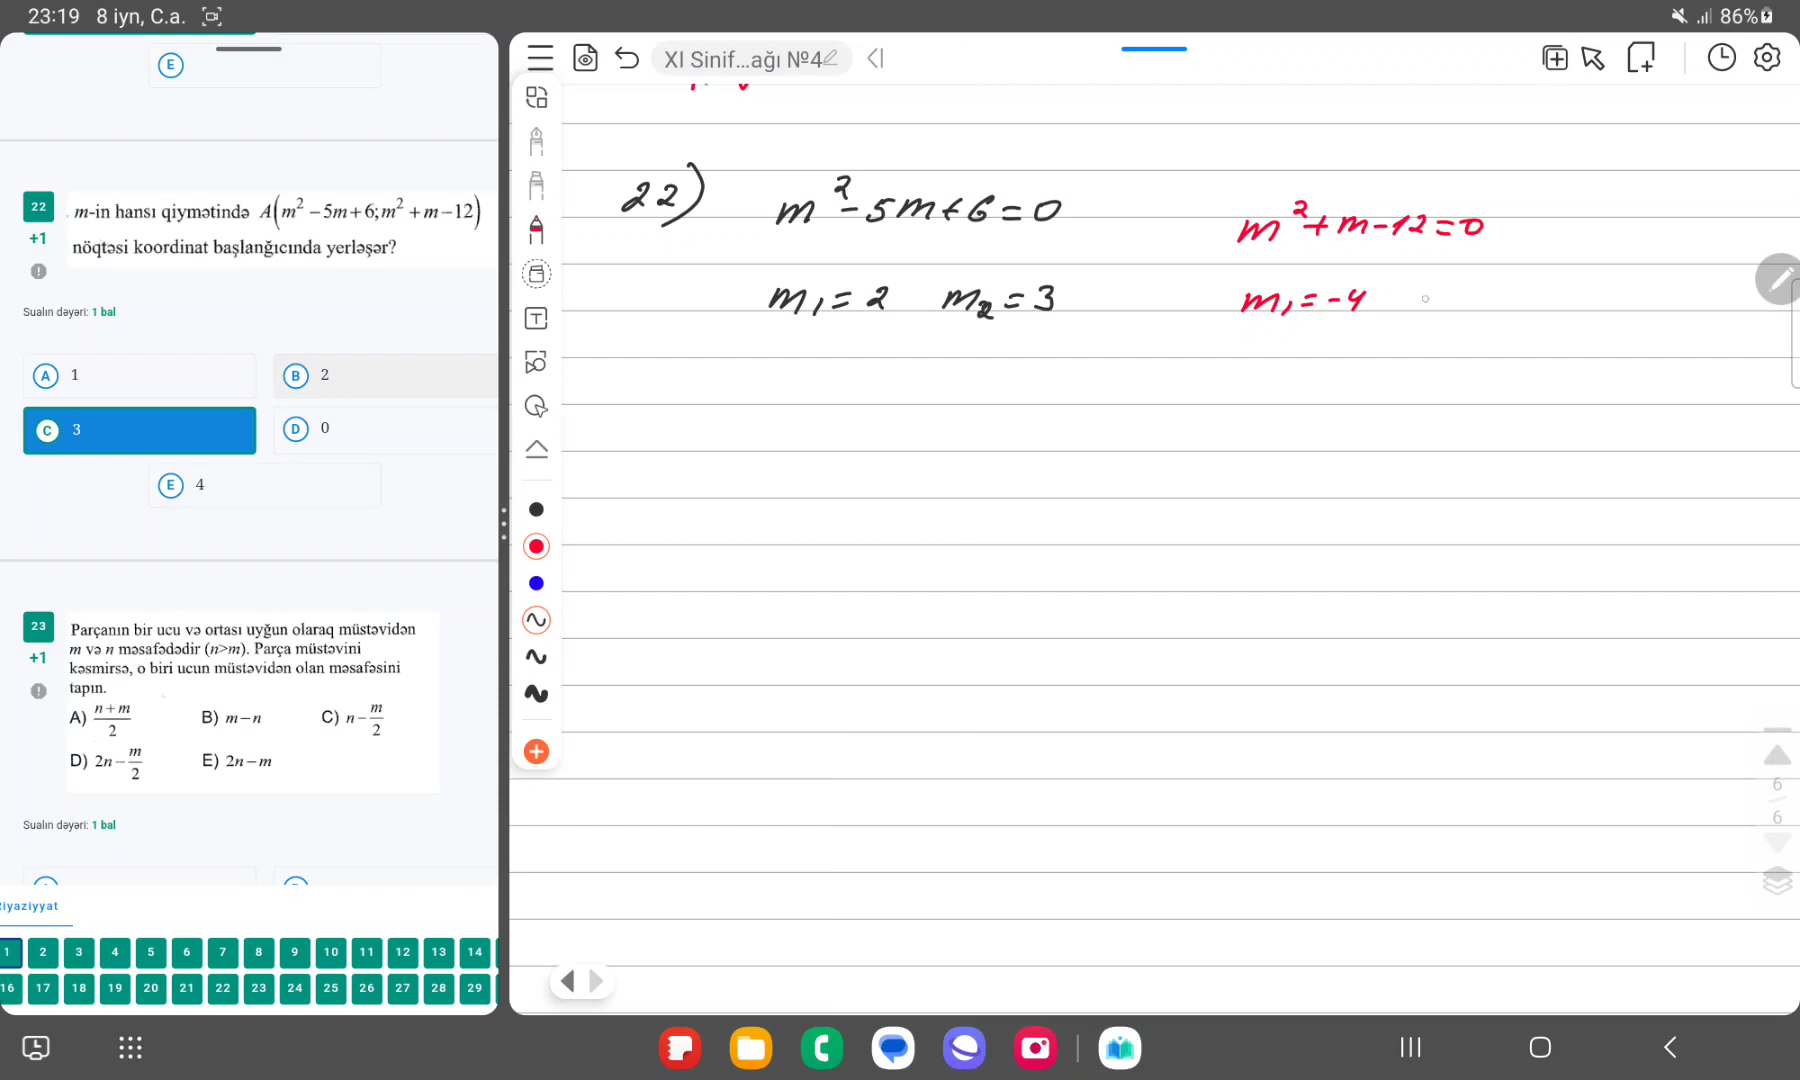 23:19 8 iyn, C.a. 86%
E
22 m-in hansı qiymətində A(m² – 5m + 6; m² + m – 12)
+1 nöqtəsi koordinat başlanğıcında yerləşər?
Sualın dəyəri: 1 bal
A 1 B 2
C 3 D 0
E 4
23 Parçanın bir ucu və ortası uyğun olaraq müstəvidən
+1 m və n məsafədədir (n>m). Parça müstəvini
kəsmirsə, o biri ucun müstəvidən olan məsafəsini
tapın.
A) (n+m)/2 B) m–n C) n–m/2
D) 2n–m/2 E) 2n–m
Sualın dəyəri: 1 bal
Riyaziyyat
1 2 3 4 5 6 7 8 9 10 11 12 13 14
16 17 18 19 20 21 22 23 24 25 26 27 28 29
XI Sinif...ağı №4
22) m² - 5m + 6 = 0 m² + m - 12 = 0
m₁ = 2 m₂ = 3 m₁ = -4
6
6